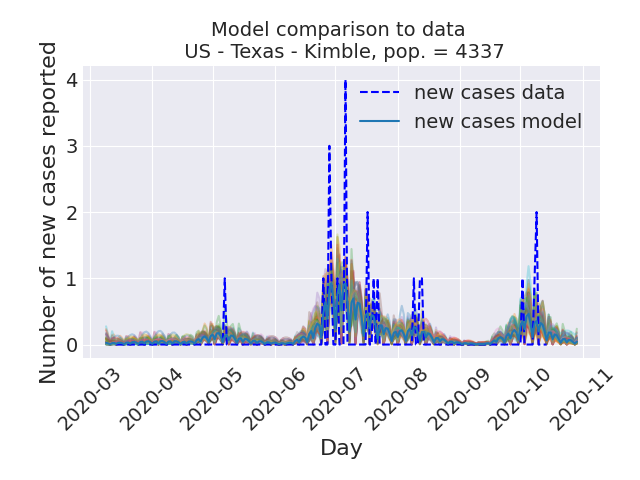 Model comparison to data
US - Texas - Kimble, pop. = 4337
Number of new cases reported
4
3
2
1
0
new cases data
new cases model
2020-03
2020-04
2020-05
2020-06
2020-07
2020-08
2020-09
2020-10
2020-11
Day